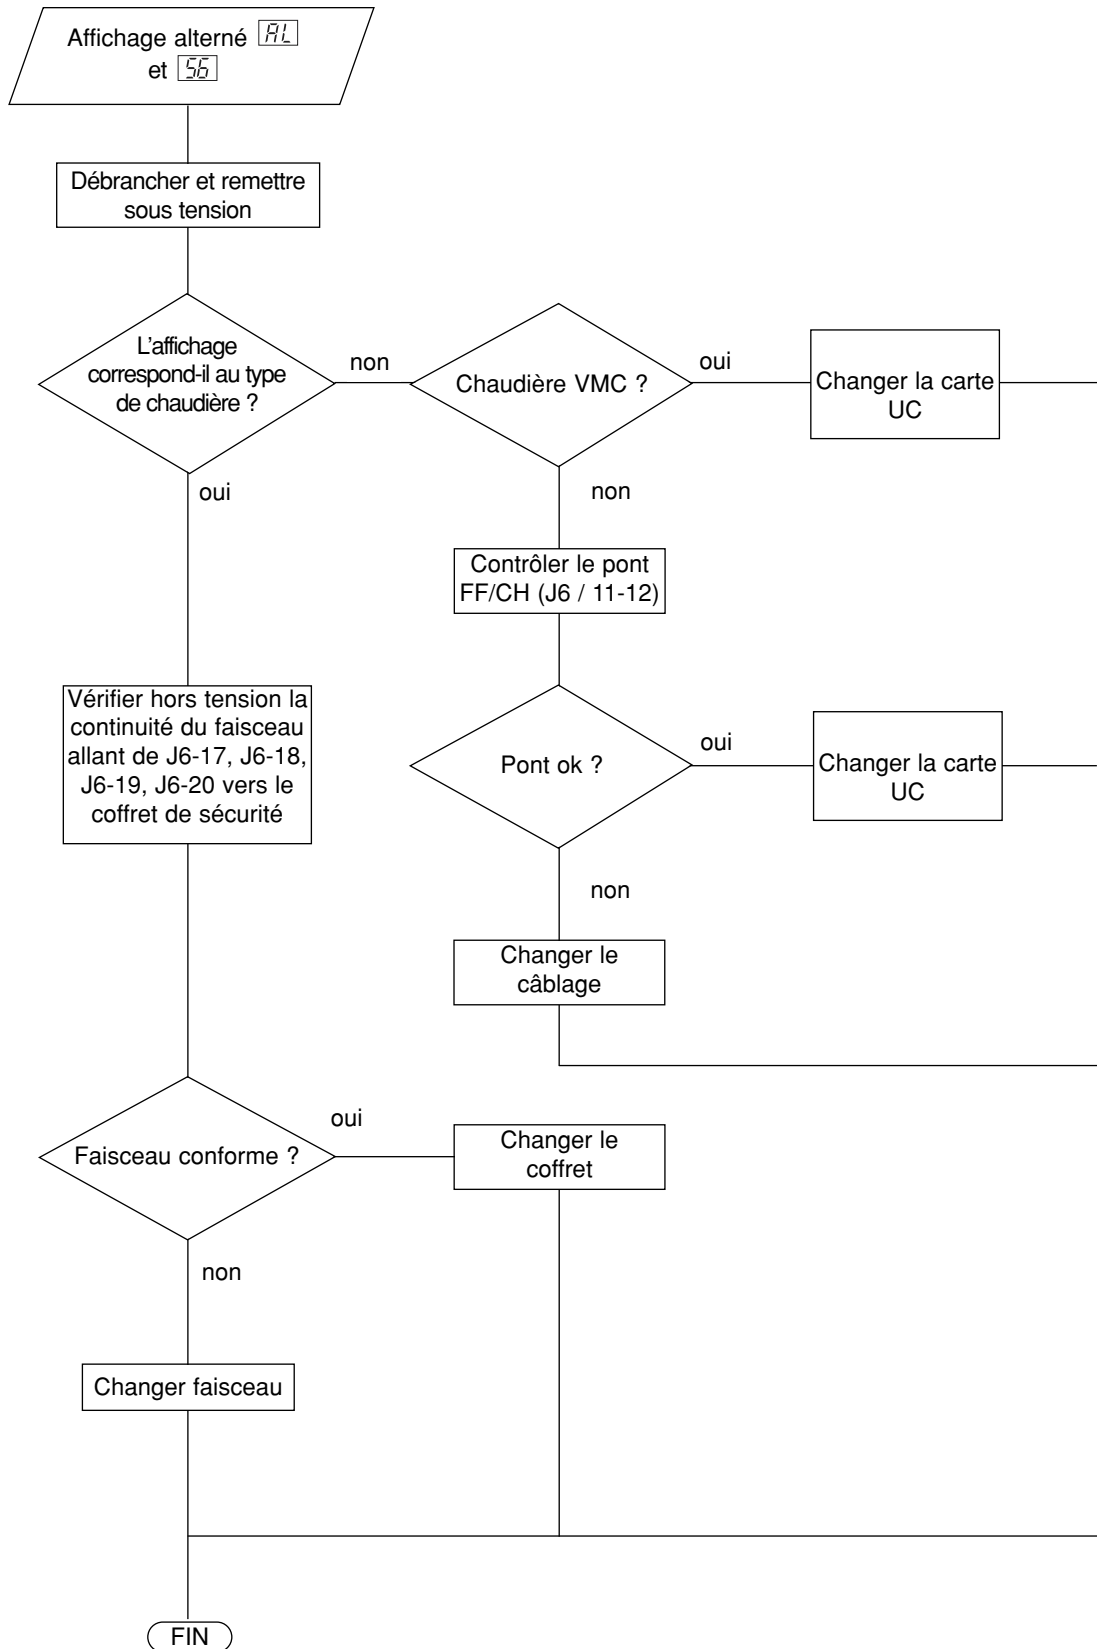 Affichage alterné AL
et 56
Débrancher et remettre
sous tension
L'affichage
correspond-il au type
de chaudière ?
non
oui
Chaudière VMC ?
oui
non
Changer la carte
UC
Contrôler le pont
FF/CH (J6 / 11-12)
Vérifier hors tension la
continuité du faisceau
allant de J6-17, J6-18,
J6-19, J6-20 vers le
coffret de sécurité
Pont ok ?
oui
non
Changer la carte
UC
Changer le
câblage
Faisceau conforme ?
oui
non
Changer le
coffret
Changer faisceau
FIN